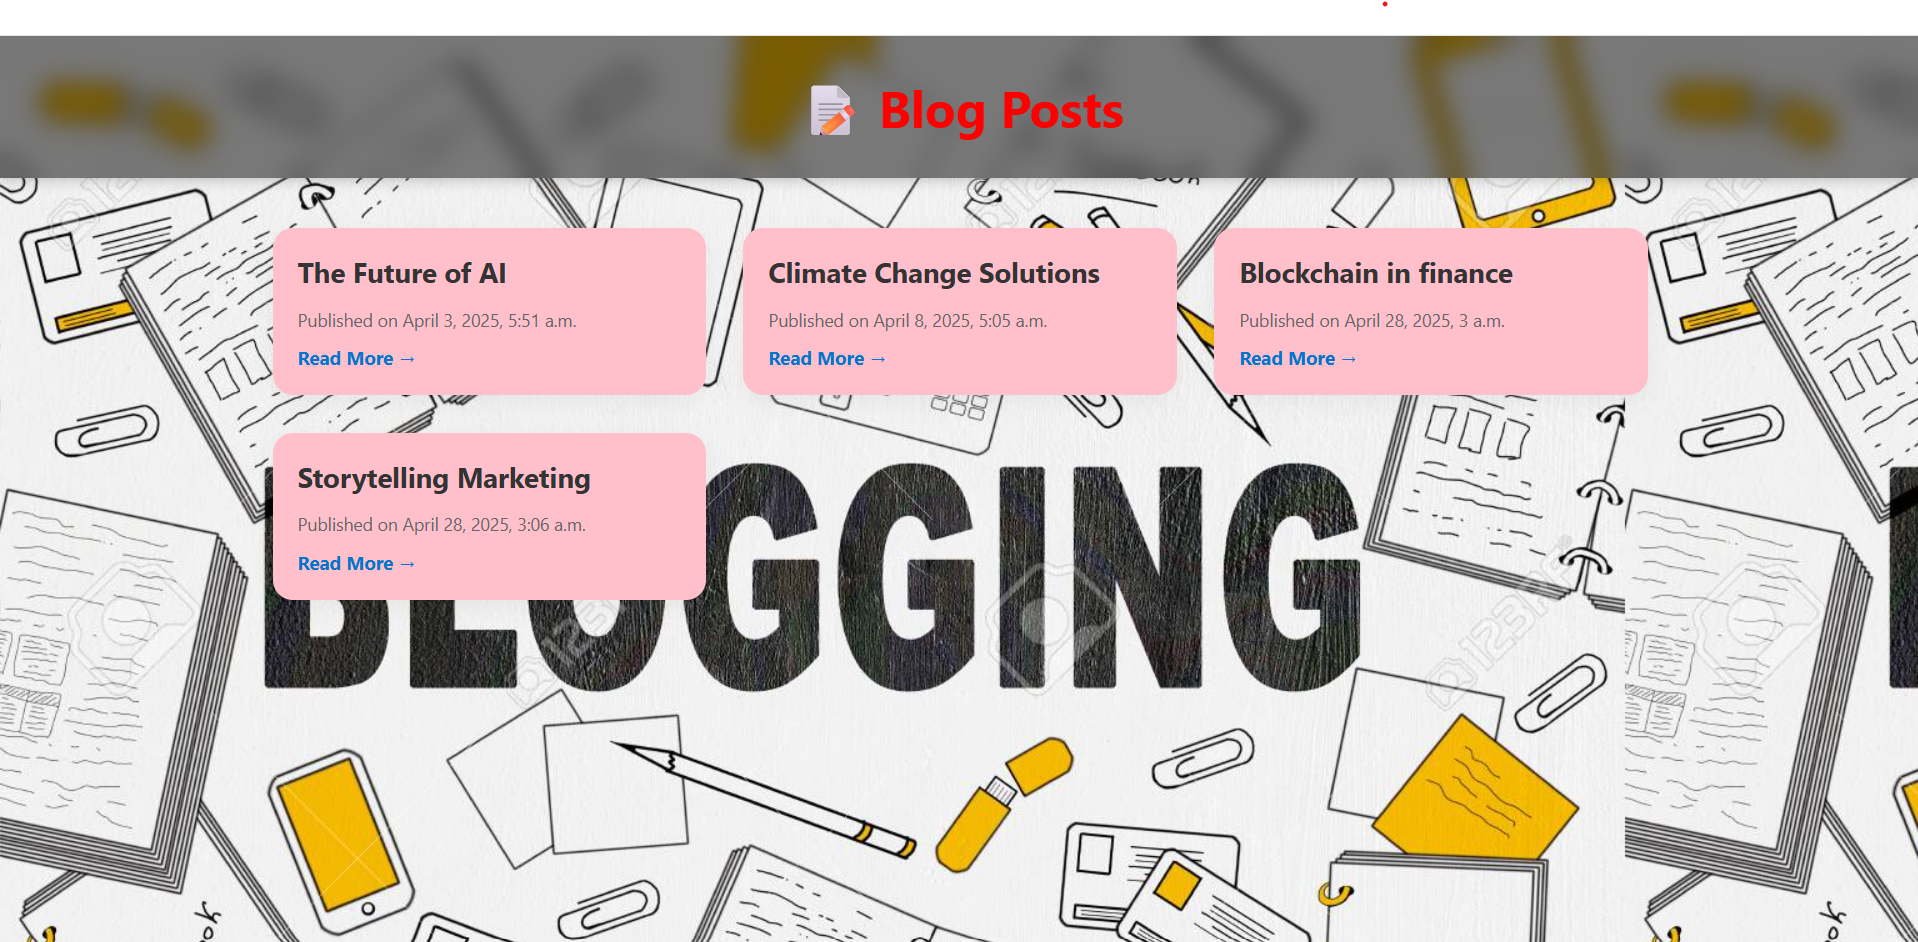 📝 Blog Posts
The Future of AI
Published on April 3, 2025, 5:51 a.m.
Read More →
Climate Change Solutions
Published on April 8, 2025, 5:05 a.m.
Read More →
Blockchain in finance
Published on April 28, 2025, 3 a.m.
Read More →
Storytelling Marketing
Published on April 28, 2025, 3:06 a.m.
Read More →
BLOGGING
123RF